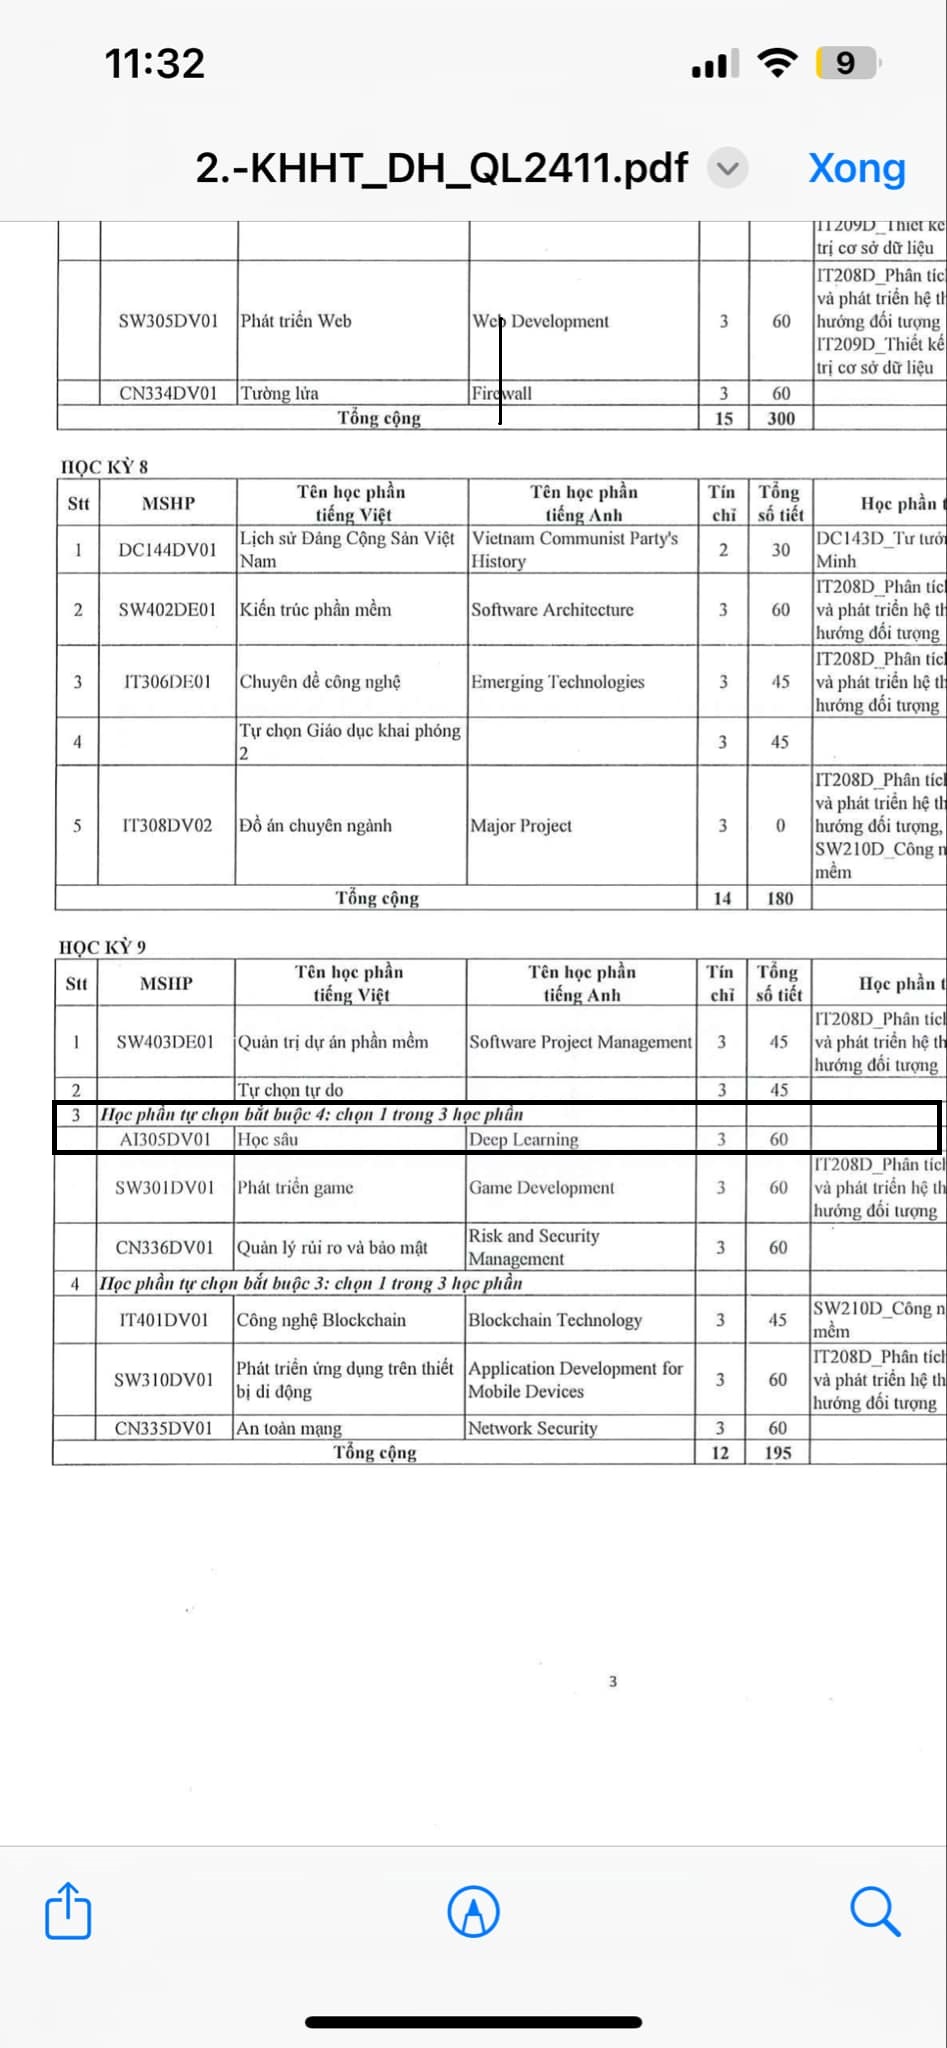 11:32
9
2.-KHHT_DH_QL2411.pdf
Xong
IT209D_Thiết kế
trị cơ sở dữ liệu
SW305DV01 Phát triển Web Web Development 3 60
IT208D_Phân tíc
và phát triển hệ th
hướng đối tượng
IT209D_Thiết kế
trị cơ sở dữ liệu
CN334DV01 Tường lửa Firewall 3 60
Tổng cộng 15 300
HỌC KỲ 8
Stt MSHP Tên học phần tiếng Việt Tên học phần tiếng Anh Tín chỉ Tổng số tiết Học phần t
1 DC144DV01 Lịch sử Đảng Cộng Sản Việt Nam Vietnam Communist Party's History 2 30 DC143D_Tư tưởn
Minh
2 SW402DE01 Kiến trúc phần mềm Software Architecture 3 60 IT208D_Phân tícl
và phát triển hệ th
hướng đối tượng
3 IT306DE01 Chuyên đề công nghệ Emerging Technologies 3 45 IT208D_Phân tícl
và phát triển hệ th
hướng đối tượng
4 Tự chọn Giáo dục khai phóng 2 3 45
5 IT308DV02 Đồ án chuyên ngành Major Project 3 0 IT208D_Phân tícl
và phát triển hệ th
hướng đối tượng,
SW210D_Công n
mềm
Tổng cộng 14 180
HỌC KỲ 9
Stt MSHP Tên học phần tiếng Việt Tên học phần tiếng Anh Tín chỉ Tổng số tiết Học phần t
1 SW403DE01 Quản trị dự án phần mềm Software Project Management 3 45 IT208D_Phân tícl
và phát triển hệ th
hướng đối tượng
2 Tự chọn tự do 3 45
3 Học phần tự chọn bắt buộc 4: chọn 1 trong 3 học phần
AI305DV01 Học sâu Deep Learning 3 60
SW301DV01 Phát triển game Game Development 3 60 IT208D_Phân tícl
và phát triển hệ th
hướng đối tượng
CN336DV01 Quản lý rủi ro và bảo mật Risk and Security Management 3 60
4 Học phần tự chọn bắt buộc 3: chọn 1 trong 3 học phần
IT401DV01 Công nghệ Blockchain Blockchain Technology 3 45 SW210D_Công n
mềm
SW310DV01 Phát triển ứng dụng trên thiết bị di động Application Development for Mobile Devices 3 60 IT208D_Phân tícl
và phát triển hệ th
hướng đối tượng
CN335DV01 An toàn mạng Network Security 3 60
Tổng cộng 12 195
3